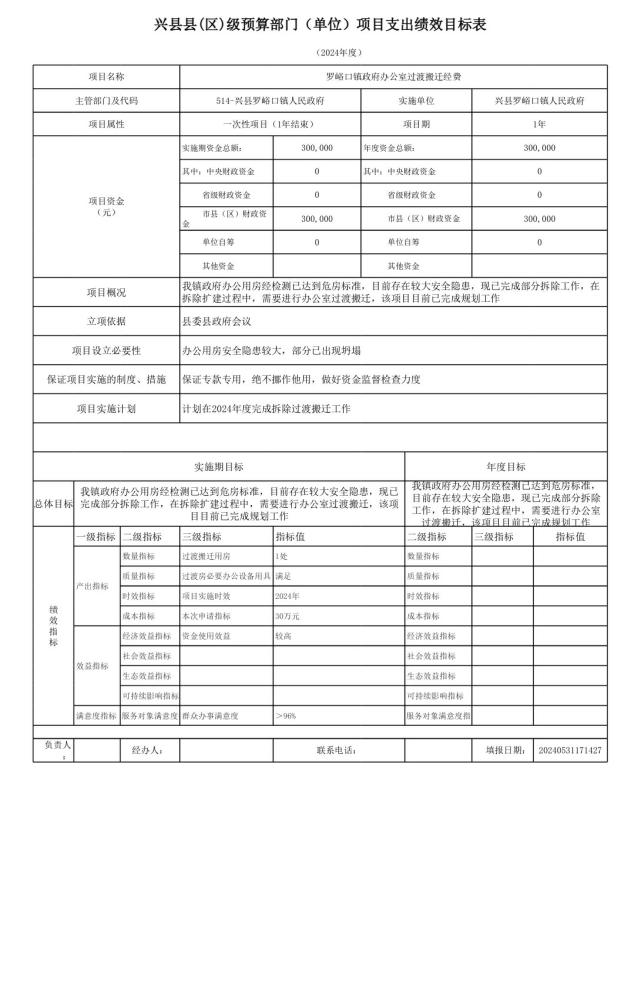 兴县县(区)级预算部门（单位）项目支出绩效目标表
（2024年度）
项目名称 罗峪口镇政府办公室过渡搬迁经费
主管部门及代码 514-兴县罗峪口镇人民政府 实施单位 兴县罗峪口镇人民政府
项目属性 一次性项目（1年结束） 项目期 1年
项目资金
（元）
实施期资金总额: 300,000 年度资金总额: 300,000
其中: 中央财政资金 0 其中: 中央财政资金 0
省级财政资金 0 省级财政资金 0
市县（区）财政资金 300,000 市县（区）财政资金 300,000
单位自筹 0 单位自筹 0
其他资金 其他资金
项目概况
我镇政府办公用房经检测已达到危房标准，目前存在较大安全隐患，现已完成部分拆除工作，在
拆除扩建过程中，需要进行办公室过渡搬迁，该项目目前已完成规划工作
立项依据 县委县政府会议
项目设立必要性 办公用房安全隐患较大，部分已出现坍塌
保证项目实施的制度、措施 保证专款专用，绝不挪作他用，做好资金监督检查力度
项目实施计划 计划在2024年度完成拆除过渡搬迁工作
实施期目标 年度目标
总体目标
我镇政府办公用房经检测已达到危房标准，目前存在较大安全隐患，现已
完成部分拆除工作，在拆除扩建过程中，需要进行办公室过渡搬迁，该项
目目前已完成规划工作
我镇政府办公用房经检测已达到危房标准，
目前存在较大安全隐患，现已完成部分拆除
工作，在拆除扩建过程中，需要进行办公室
过渡搬迁，该项目目前已完成规划工作
绩效指标
一级指标 二级指标 三级指标 指标值 二级指标 三级指标 指标值
产出指标
数量指标 过渡搬迁用房 1处 数量指标
质量指标 过渡房必要办公设备用具 满足 质量指标
时效指标 项目实施时效 2024年 时效指标
成本指标 本次申请指标 30万元 成本指标
效益指标
经济效益指标 资金使用效益 较高 经济效益指标
社会效益指标 社会效益指标
生态效益指标 生态效益指标
可持续影响指标 可持续影响指标
满意度指标 服务对象满意度 群众办事满意度 ＞96% 服务对象满意度指
负责人: 经办人: 联系电话: 填报日期: 20240531171427